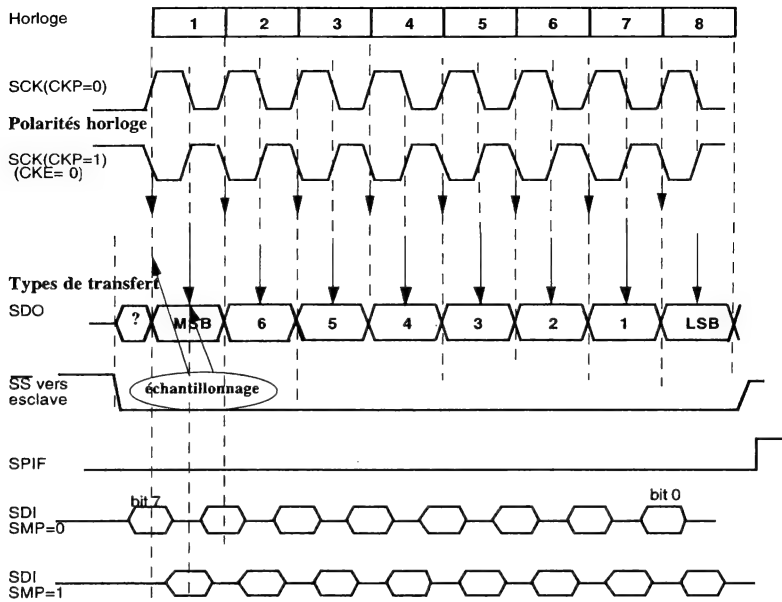 Horloge 1 2 3 4 5 6 7 8
SCK(CKP=0)
Polarités horloge
SCK(CKP=1)
(CKE= 0)
Types de transfert
SDO ? MSB 6 5 4 3 2 1 LSB
SS vers
esclave
échantillonnage
SPIF
bit 7 bit 0
SDI
SMP=0
SDI
SMP=1